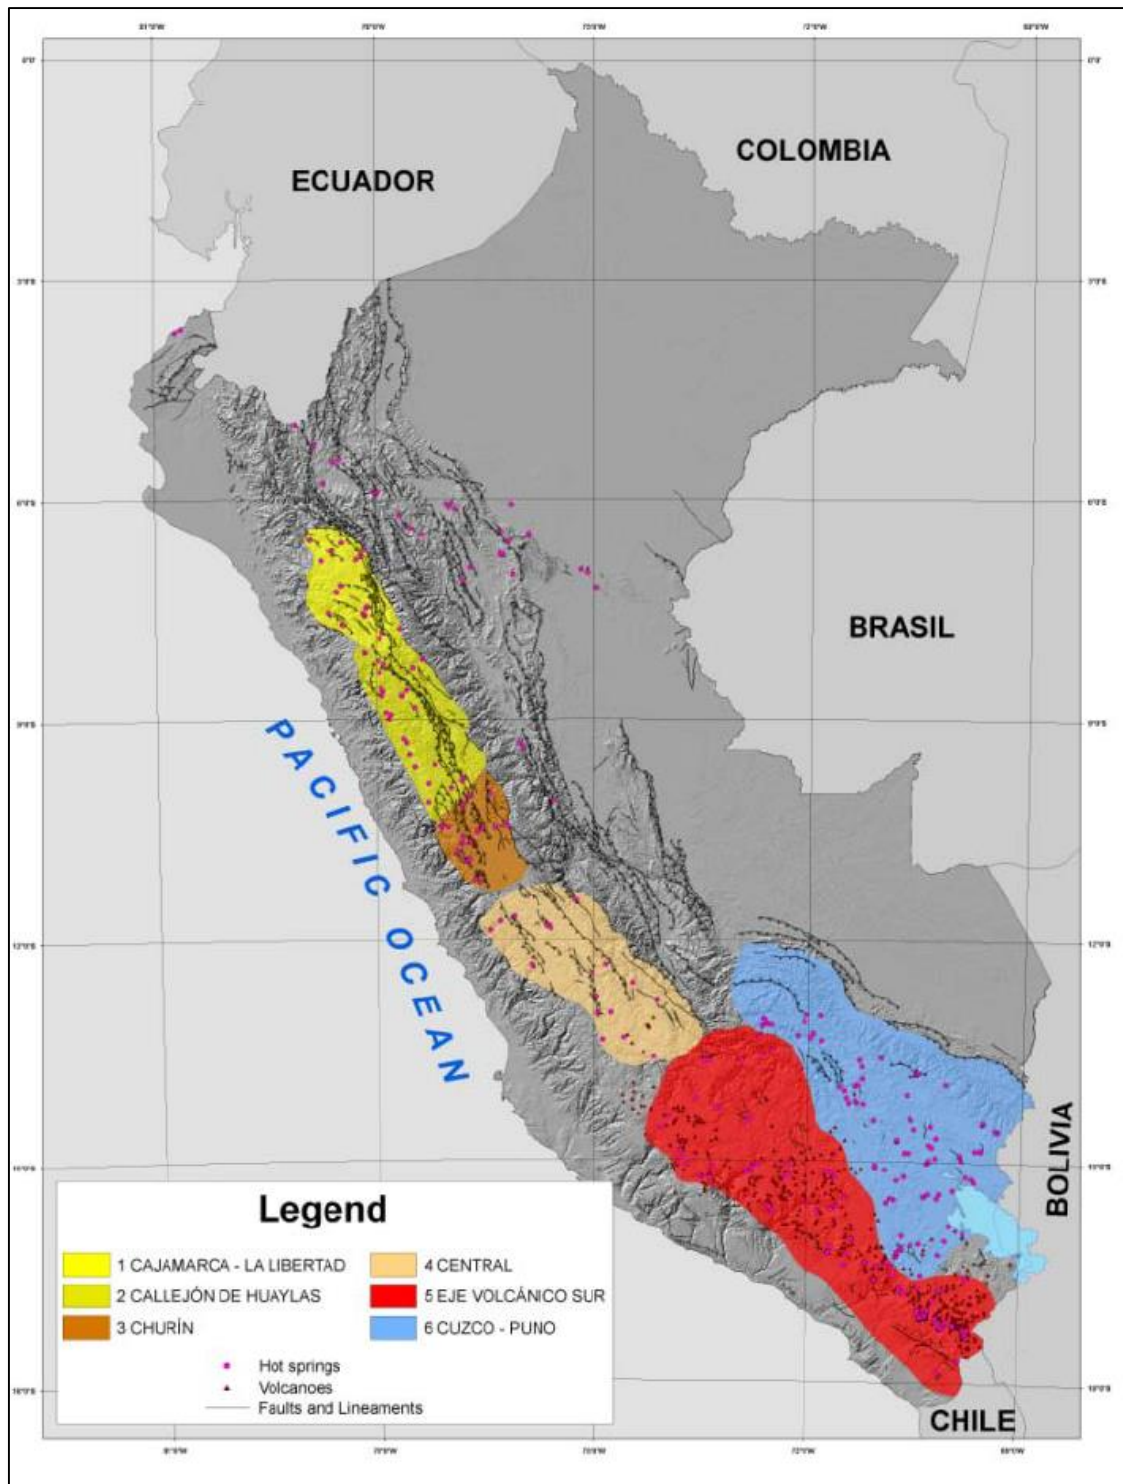 ECUADOR
COLOMBIA
BRASIL
PACIFIC OCEAN
BOLIVIA
CHILE
Legend
1 CAJAMARCA - LA LIBERTAD
2 CALLEJÓN DE HUAYLAS
3 CHURÍN
4 CENTRAL
5 EJE VOLCÁNICO SUR
6 CUZCO - PUNO
Hot springs
Volcanoes
Faults and Lineaments